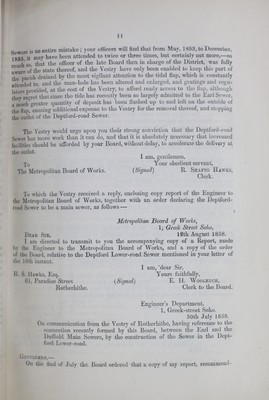 11
Sewers is an entire mistake; your officers will find that from May, 1853, to December,
1855, it may have been attended to twice or three times, but certainly not more,—so
much so, that the officer of the late Board then in charge of the District, was fully
aware of the state thereof, and the Vestry have only been enabled to keep this part of
the parish drained by the most vigilant attention to the tidal flap, which is constantly
attended to, and the man-hole has been altered and enlarged, and gratings and regu-
lators provided, at the cost of the Vestry, to afford ready access to the flap, although
they regret that since the tide has recently been so largely admitted to the Earl Sewer,
a much greater quantity of deposit has been flushed up to and left on the outside of
the flap, causing additional expense to the Vestry for the removal thereof, and stopping
the outlet of the Deptford-road Sewer.
The Vestry would urge upon you their strong conviction that the Deptford-road
Sewer has more work than it can do, and that it is absolutely necessary that increased
facilities should be afforded by your Board, without delay, to accelerate the delivery at
the outlet.
I am, gentlemen,
To Your obedient servant,
The Metropolitan Board of Works. (Signed) B. Shafto Hawks,
Clerk.
To which the Vestry received a reply, enclosing copy report of the Engineer to
the Metropolitan Board of Works, together with an order declaring the Deptford-
road Sewer to be a main sewer, as follows—
Metropolitan Board of Works,
1, Greek Street Soho,
Dear Sir, 12th August 1858.
I am directed to transmit to you the accompanying copy of a Report, made
by the Engineer to the Metropolitan Board of Works, and a copy of the order
of the Board, relative to the Deptford Lower-road Sewer mentioned in your letter of
the 10th instant.
I am, dear Sir,
B. S. Hawks, Esq. Yours faithfully,
61, Paradise Street (Signed) E. H. Woolrych,
Rotherhithe. Clerk to the Board.
Engineer's Department,
1, Greek-street Soho.
30th July 1858.
On communication from the Vestry of Rotherhithe, having reference to the
connection recently formed by this Board, between the Earl and the
Duffield Main Sewers, by the construction of the Sewer in the Dept-
ford Lower-road.
Gentlemen,—
On the 2nd of July the Board ordered that a copy of my report, recommend-